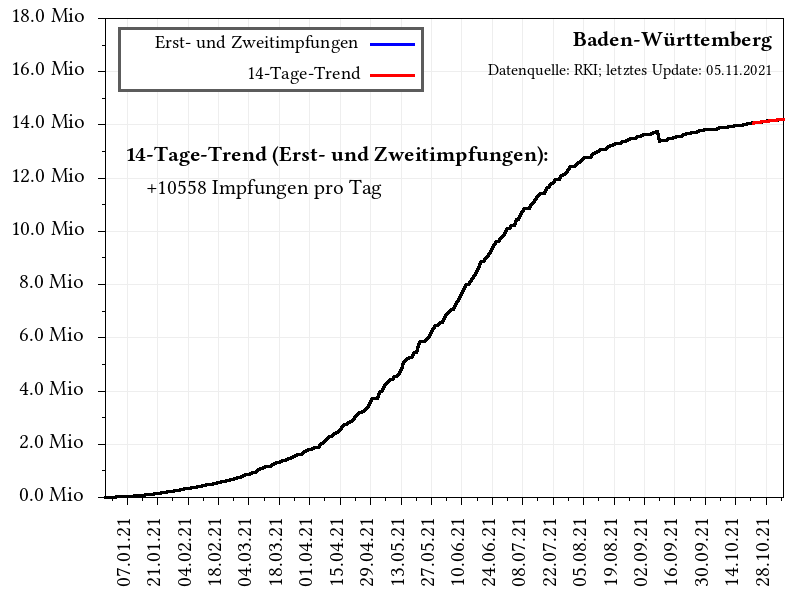 18.0 Mio
16.0 Mio
14.0 Mio
12.0 Mio
10.0 Mio
8.0 Mio
6.0 Mio
4.0 Mio
2.0 Mio
0.0 Mio
Erst- und Zweitimpfungen
14-Tage-Trend
Baden-Württemberg
Datenquelle: RKI; letztes Update: 05.11.2021
14-Tage-Trend (Erst- und Zweitimpfungen):
+10558 Impfungen pro Tag
07.01.21
21.01.21
04.02.21
18.02.21
04.03.21
18.03.21
01.04.21
15.04.21
29.04.21
13.05.21
27.05.21
10.06.21
24.06.21
08.07.21
22.07.21
05.08.21
19.08.21
02.09.21
16.09.21
30.09.21
14.10.21
28.10.21